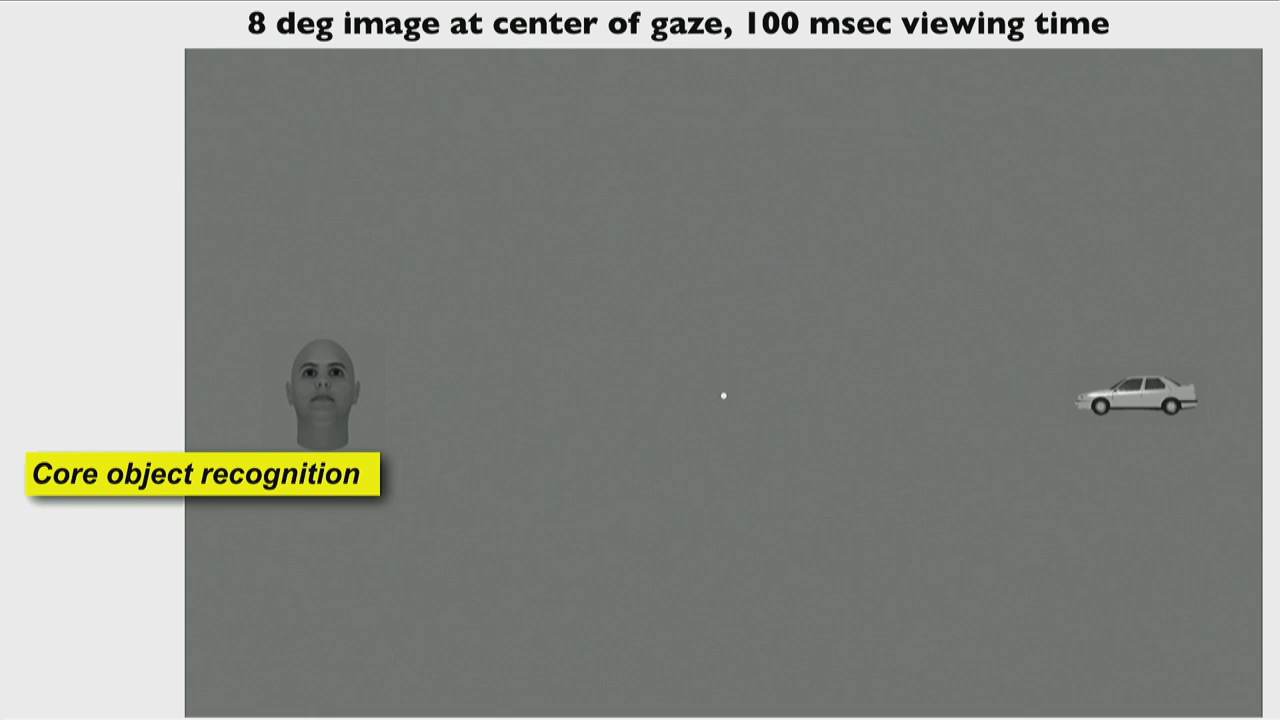 8 deg image at center of gaze, 100 msec viewing time
Core object recognition